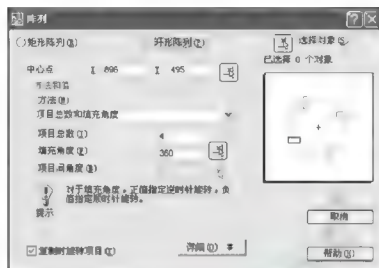 阵列
矩形阵列(R) 环形阵列(P) 选择对象(S)
已选择 0 个对象
中心点 X 896 Y 495
方法和值
方法(M)
项目总数和填充角度
项目总数(I) 4
填充角度(F) 360
项目间角度(B)
对于填充角度，正值指定逆时针旋转，负
值指定顺时针旋转。
提示
取消
复制时旋转项目(T) 详细(O) 帮助(H)